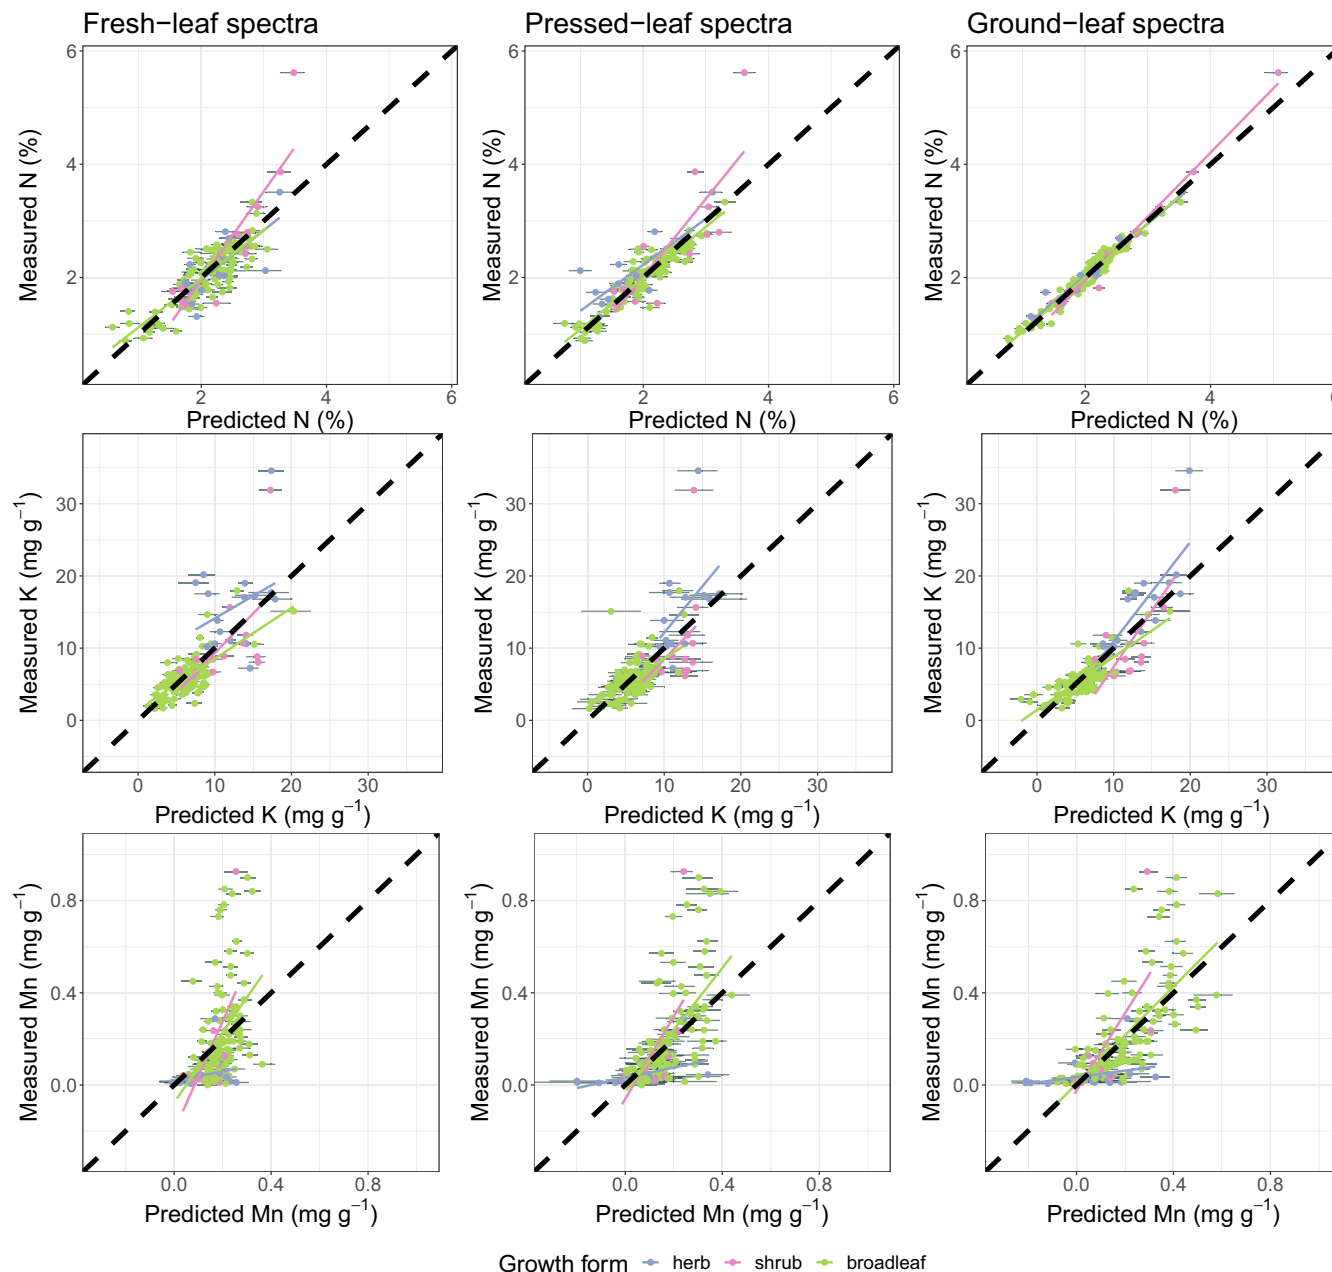 Fresh−leaf spectra
Pressed−leaf spectra
Ground−leaf spectra
Measured N (%)
6
4
2
2
4
6
Predicted N (%)
Measured N (%)
6
4
2
2
4
6
Predicted N (%)
Measured N (%)
6
4
2
2
4
6
Predicted N (%)
Measured K (mg g−1)
30
20
10
0
0
10
20
30
Predicted K (mg g−1)
Measured K (mg g−1)
30
20
10
0
0
10
20
30
Predicted K (mg g−1)
Measured K (mg g−1)
30
20
10
0
0
10
20
30
Predicted K (mg g−1)
Measured Mn (mg g−1)
0.8
0.4
0.0
0.0
0.4
0.8
Predicted Mn (mg g−1)
Measured Mn (mg g−1)
0.8
0.4
0.0
0.0
0.4
0.8
Predicted Mn (mg g−1)
Measured Mn (mg g−1)
0.8
0.4
0.0
0.0
0.4
0.8
Predicted Mn (mg g−1)
Growth form herb shrub broadleaf